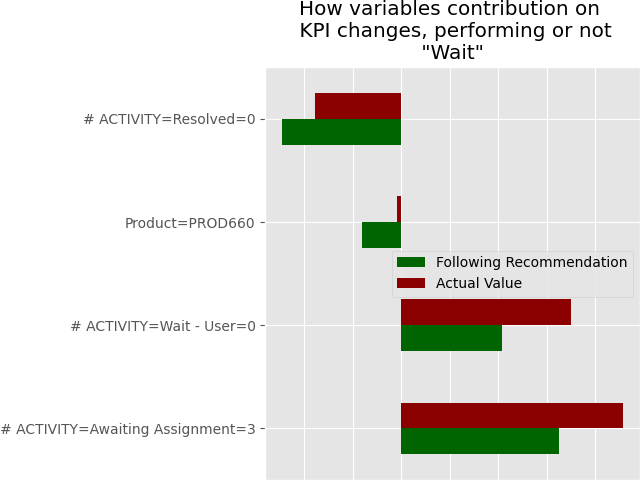 How variables contribution on
KPI changes, performing or not
"Wait"
# ACTIVITY=Resolved=0
Product=PROD660
Following Recommendation
Actual Value
# ACTIVITY=Wait - User=0
# ACTIVITY=Awaiting Assignment=3